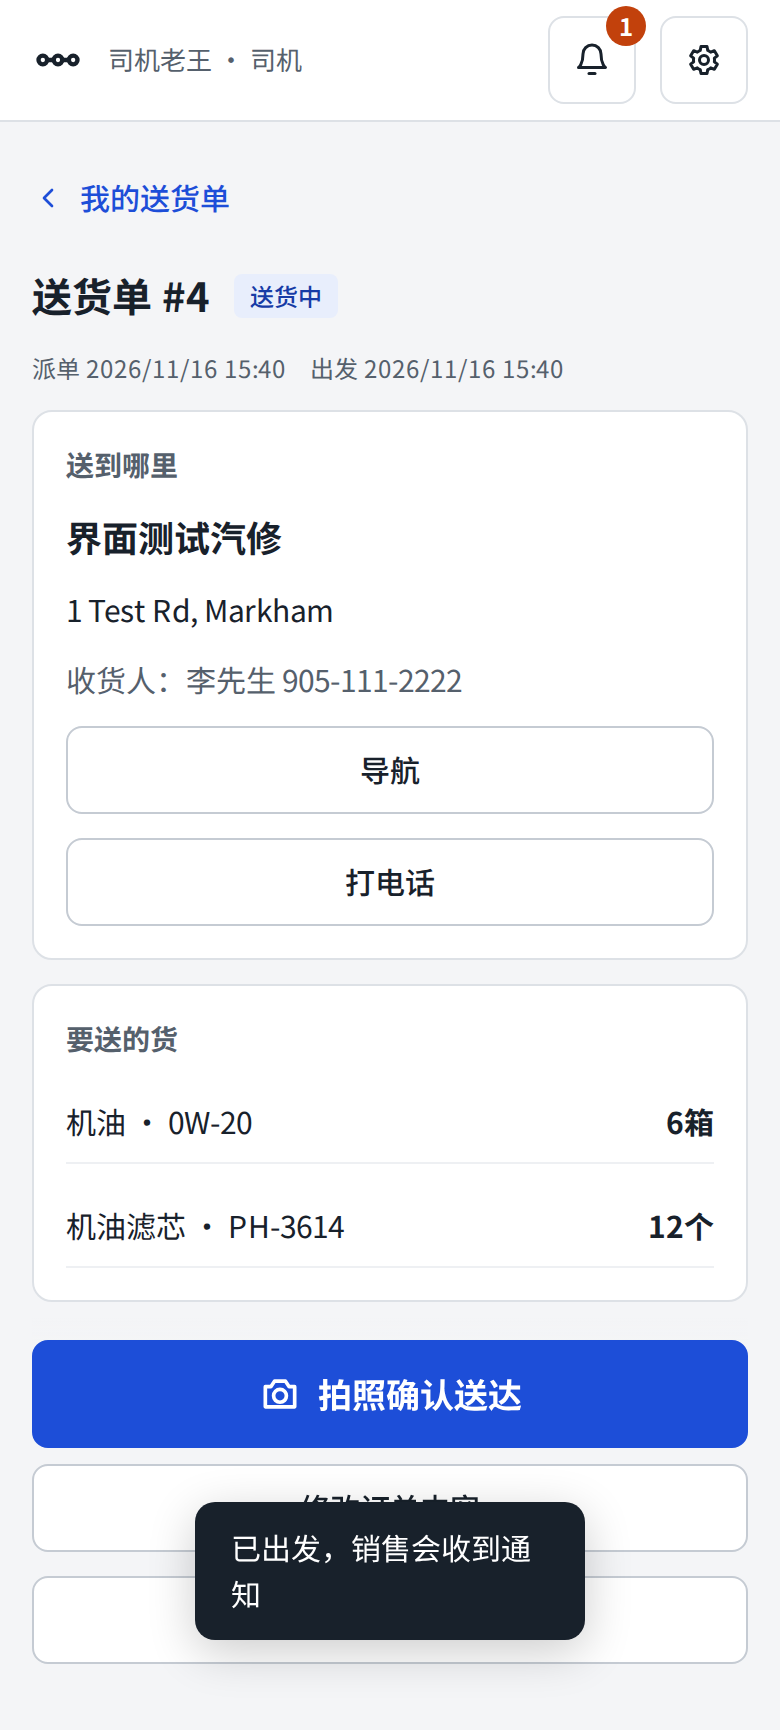 司机老王 · 司机
1
我的送货单
送货单 #4
送货中
派单 2026/11/16 15:40 出发 2026/11/16 15:40
送到哪里
界面测试汽修
1 Test Rd, Markham
收货人：李先生 905-111-2222
导航
打电话
要送的货
机油 · 0W-20
6箱
机油滤芯 · PH-3614
12个
拍照确认送达
已出发，销售会收到通
知